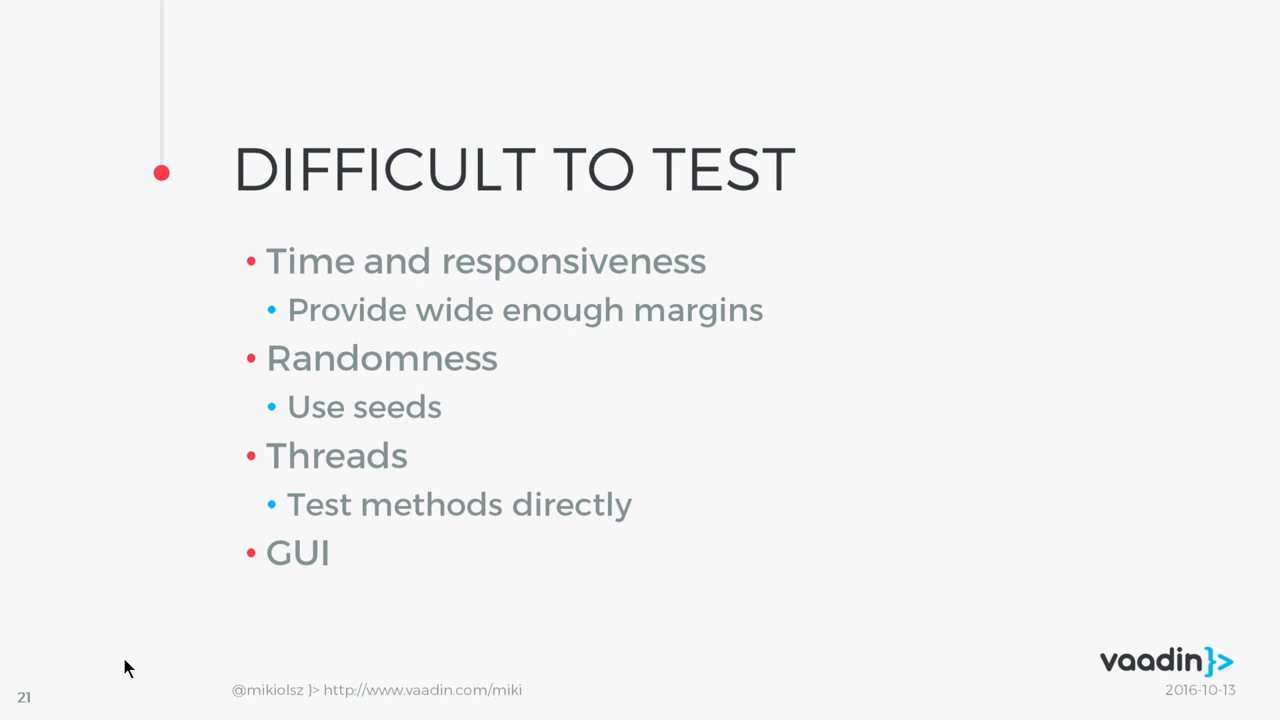 DIFFICULT TO TEST
• Time and responsiveness
• Provide wide enough margins
• Randomness
• Use seeds
• Threads
• Test methods directly
• GUI
vaadin}>
21
@mikiolsz }> http://www.vaadin.com/miki
2016-10-13